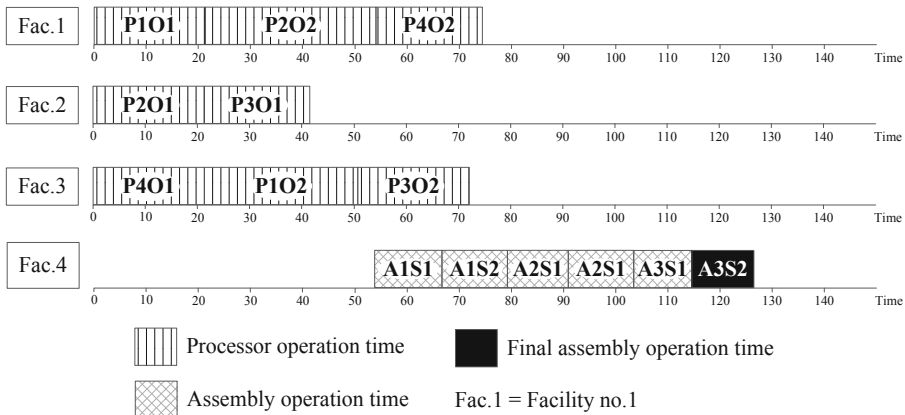 Fac.1 P1O1 P2O2 P4O2
0 10 20 30 40 50 60 70 80 90 100 110 120 130 140 Time
Fac.2 P2O1 P3O1
0 10 20 30 40 50 60 70 80 90 100 110 120 130 140 Time
Fac.3 P4O1 P1O2 P3O2
0 10 20 30 40 50 60 70 80 90 100 110 120 130 140 Time
Fac.4 A1S1 A1S2 A2S1 A2S1 A3S1 A3S2
0 10 20 30 40 50 60 70 80 90 100 110 120 130 140 Time
Processor operation time Final assembly operation time
Assembly operation time Fac.1 = Facility no.1